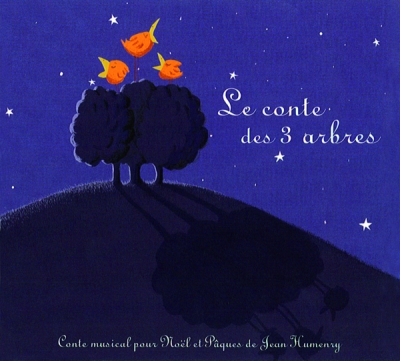 Le conte
des 3 arbres
Conte musical pour Noël et Pâques de Jean Humenry